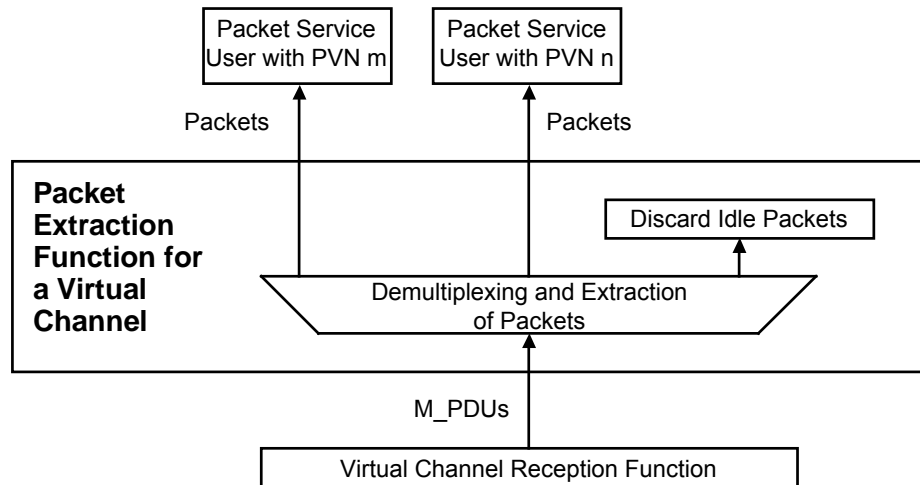 Packet Service
User with PVN m
Packet Service
User with PVN n
Packets
Packets
Packet
Extraction
Function for
a Virtual
Channel
Discard Idle Packets
Demultiplexing and Extraction
of Packets
M_PDUs
Virtual Channel Reception Function